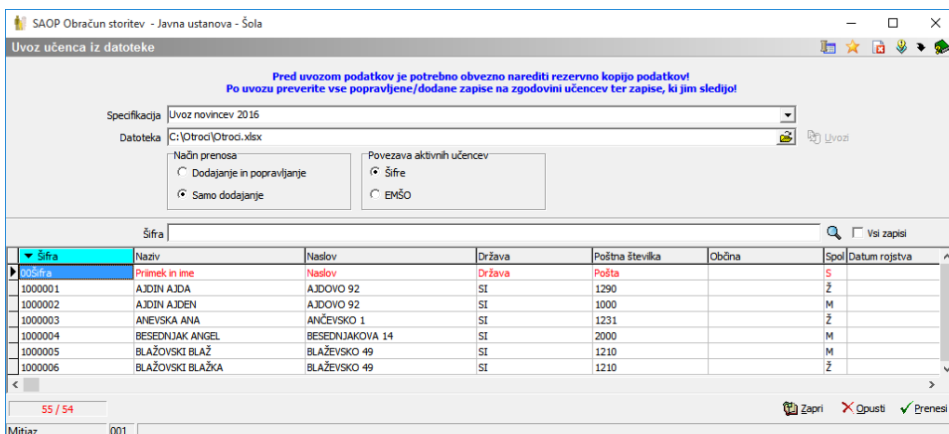 SAOP Obračun storitev - Javna ustanova - Šola
Uvoz učenca iz datoteke
Pred uvozom podatkov je potrebno obvezno narediti rezervno kopijo podatkov!
Po uvozu preverite vse popravljene/dodane zapise na zgodovini učencev ter zapise, ki jim sledijo!
Specifikacija Uvoz novincev 2016
Datoteka C:\Otroci\Otroci.xlsx Uvozi
Način prenosa Povezava aktivnih učencev
Dodajanje in popravljanje Šifre
Samo dodajanje EMŠO
Šifra Vsi zapisi
Šifra Naziv Naslov Država Poštna številka Občina Spol Datum rojstva
00Šifra Priimek in ime Naslov Država Pošta S
1000001 AJDIN AJDA AJDOVO 92 SI 1290 Ž
1000002 AJDIN AJDEN AJDOVO 92 SI 1000 M
1000003 ANEVSKA ANA ANČEVSKO 1 SI 1231 Ž
1000004 BESEDNJAK ANGEL BESEDNJAKOVA 14 SI 2000 M
1000005 BLAŽOVSKI BLAŽ BLAŽEVSKO 49 SI 1210 M
1000006 BLAŽOVSKI BLAŽKA BLAŽEVSKO 49 SI 1210 Ž
55 / 54 Zapri Opusti Prenesi
Mitjaz 001